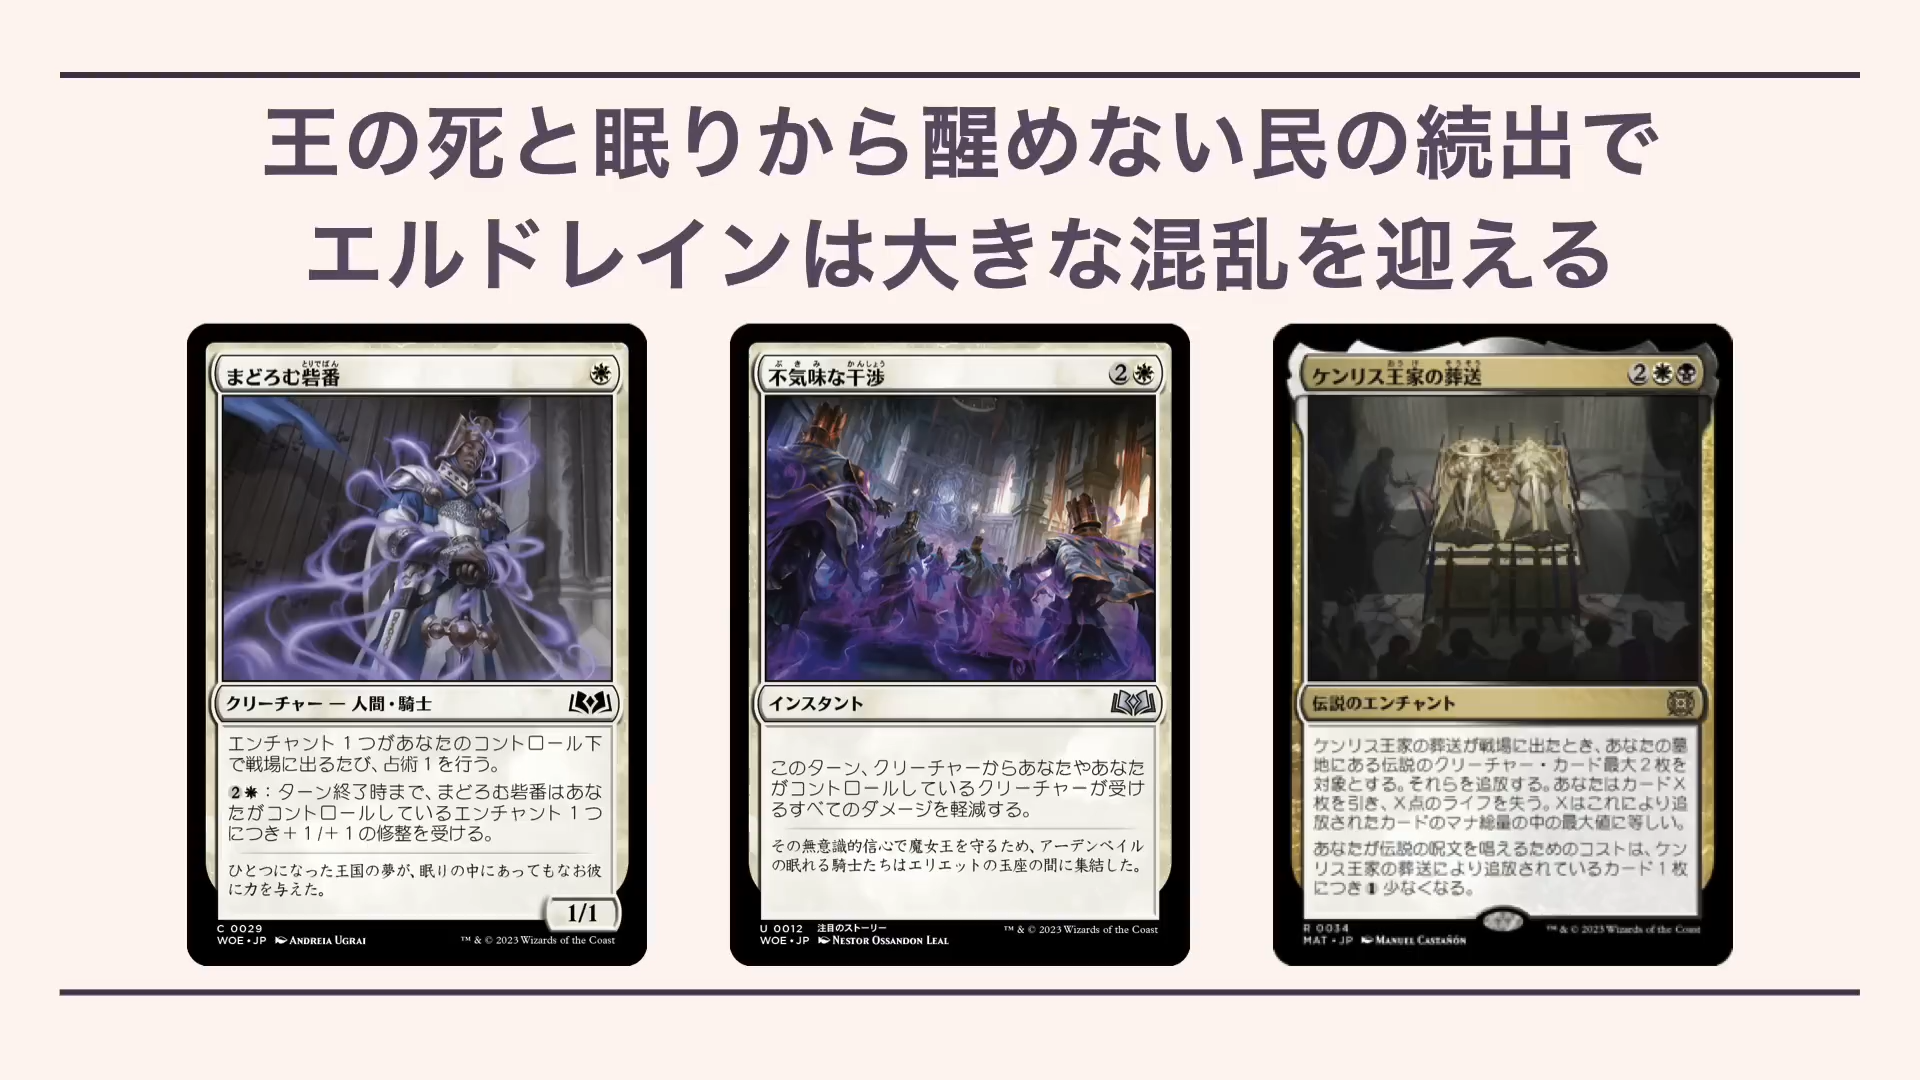 王の死と眠りから醒めない民の続出で
エルドレインは大きな混乱を迎える
とりでばん
まどろむ砦番
クリーチャー ― 人間・騎士
エンチャント1つがあなたのコントロール下
で戦場に出るたび、占術1を行う。
2：ターン終了時まで、まどろむ砦番はあな
たがコントロールしているエンチャント1つ
につき＋1/＋1の修整を受ける。
ひとつになった王国の夢が、眠りの中にあってもなお彼
に力を与えた。
1/1
C 0029
WOE • JP ANDREIA UGRAI
™ & © 2023 Wizards of the Coast
ぶきみ かんしょう
不気味な干渉 2
インスタント
このターン、クリーチャーからあなたやあなた
がコントロールしているクリーチャーが受け
るすべてのダメージを軽減する。
その無意識的信心で魔女王を守るため、アーデンベイル
の眠れる騎士たちはエリエットの玉座の間に集結した。
U 0012 注目のストーリー
WOE • JP NESTOR OSSANDON LEAL
™ & © 2023 Wizards of the Coast
おうけ そうそう
ケンリス王家の葬送 2
伝説のエンチャント
ケンリス王家の葬送が戦場に出たとき、あなたの墓
地にある伝説のクリーチャー・カード最大2枚を
対象とする。それらを追放する。あなたはカードX
枚を引き、X点のライフを失う。Xはこれにより追
放されたカードのマナ総量の中の最大値に等しい。
あなたが伝説の呪文を唱えるためのコストは、ケン
リス王家の葬送により追放されているカード1枚
につき1少なくなる。
R 0034
MAT • JP MANUEL CASTAÑÓN
™ & © 2023 Wizards of the Coast